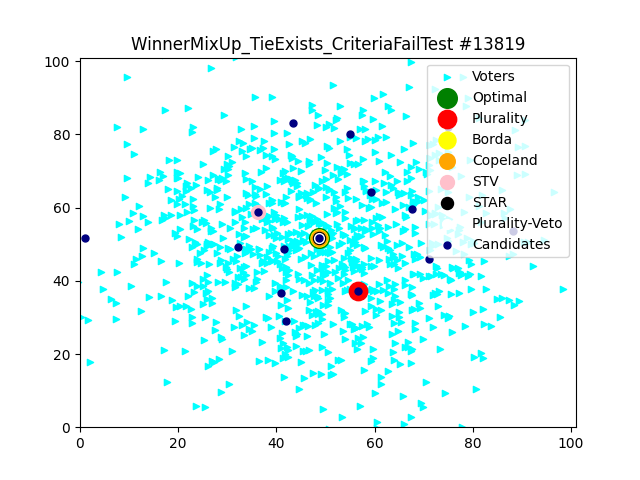 WinnerMixUp_TieExists_CriteriaFailTest #13819
100
80
60
40
20
0
0
20
40
60
80
100
Voters
Optimal
Plurality
Borda
Copeland
STV
STAR
Plurality-Veto
Candidates